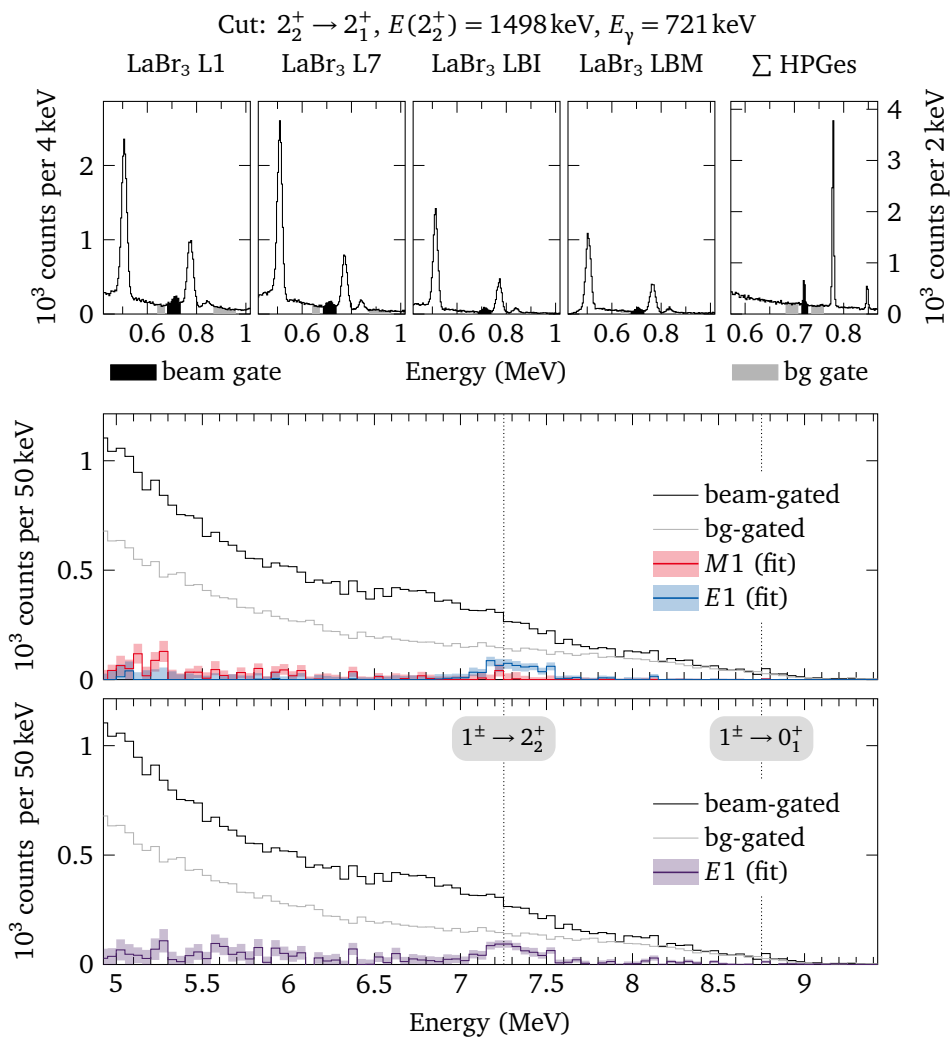 Cut: 2₂⁺ → 2₁⁺, E(2₂⁺) = 1498 keV, Eγ = 721 keV
LaBr₃ L1 LaBr₃ L7 LaBr₃ LBI LaBr₃ LBM ∑ HPGes
10³ counts per 4 keV
0 1 2
0.6 0.8 1 0.6 0.8 1 0.6 0.8 1 0.6 0.8 1 0.6 0.7 0.8
0 1 2 3 4
10³ counts per 2 keV
beam gate Energy (MeV) bg gate
10³ counts per 50 keV
0 0.5 1
beam-gated
bg-gated
M1 (fit)
E1 (fit)
10³ counts per 50 keV
0 0.5 1
1± → 2₂⁺ 1± → 0₁⁺
beam-gated
bg-gated
E1 (fit)
5 5.5 6 6.5 7 7.5 8 8.5 9
Energy (MeV)